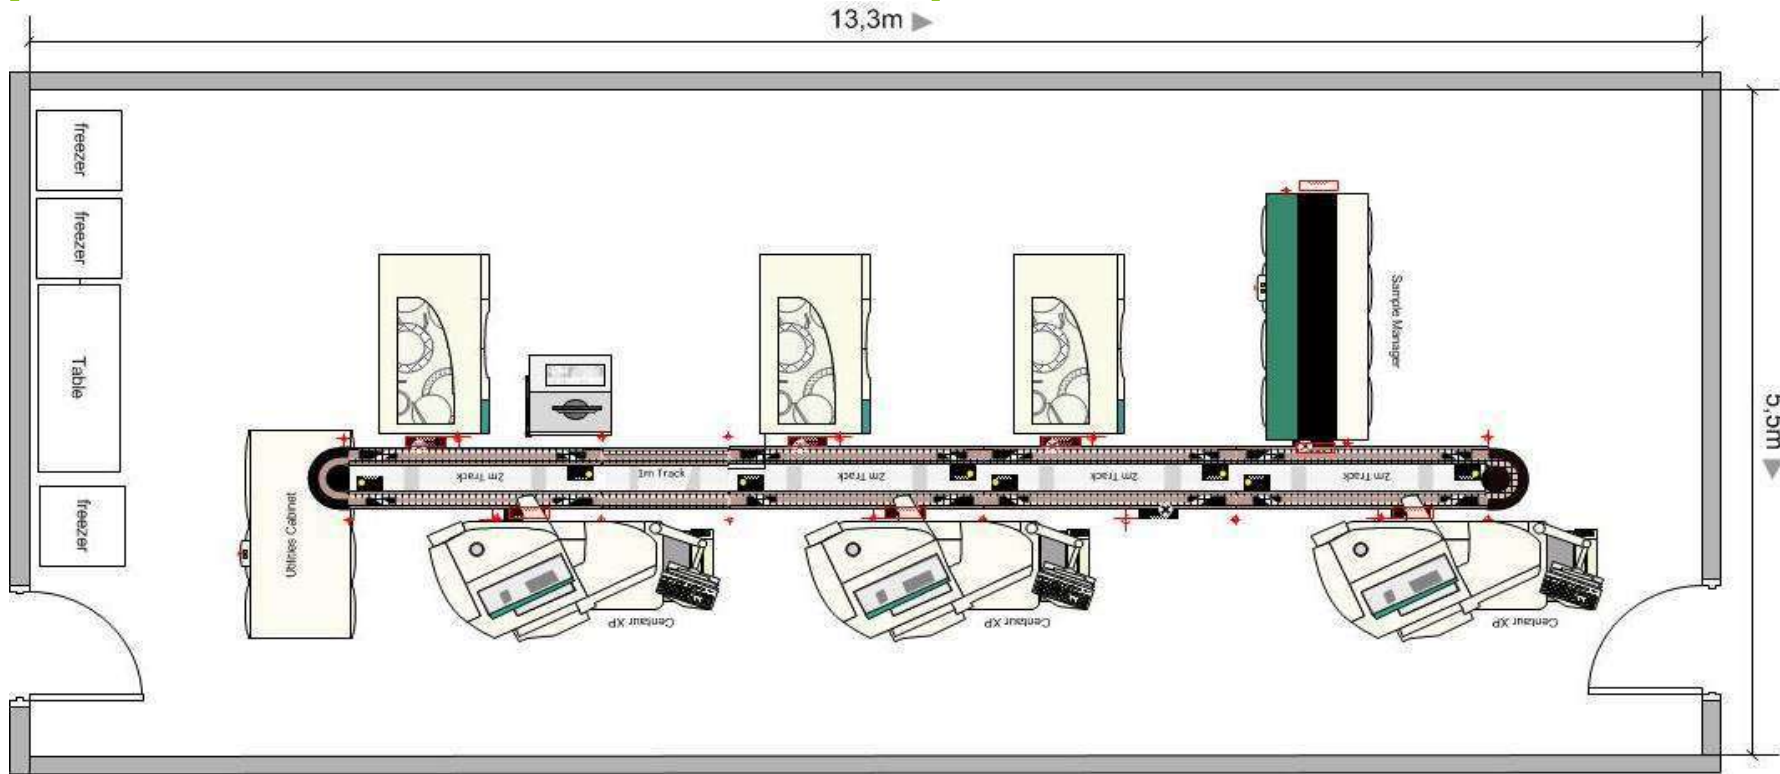 13,3m
freezer
freezer
Table
freezer
Utilities Cabinet
Sample Manager
5,5m
2m Track
1m Track
2m Track
2m Track
2m Track
Centaur XP
Centaur XP
Centaur XP